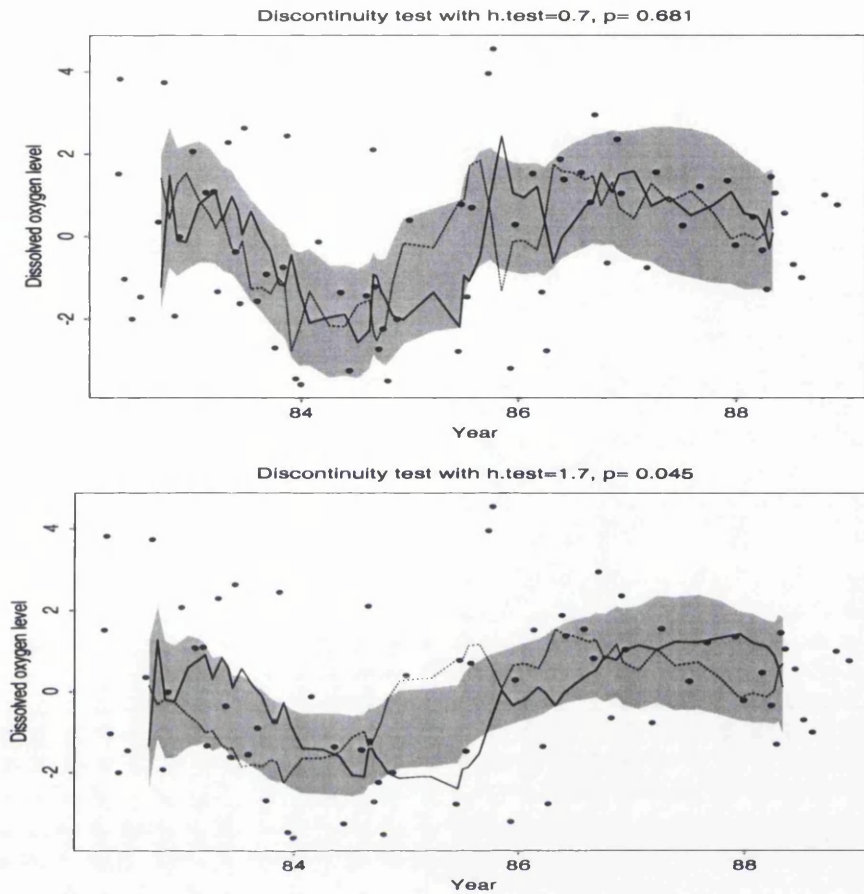 Discontinuity test with h.test=0.7, p= 0.681
4
2
0
-2
Dissolved oxygen level
84
86
88
Year
Discontinuity test with h.test=1.7, p= 0.045
4
2
0
-2
Dissolved oxygen level
84
86
88
Year